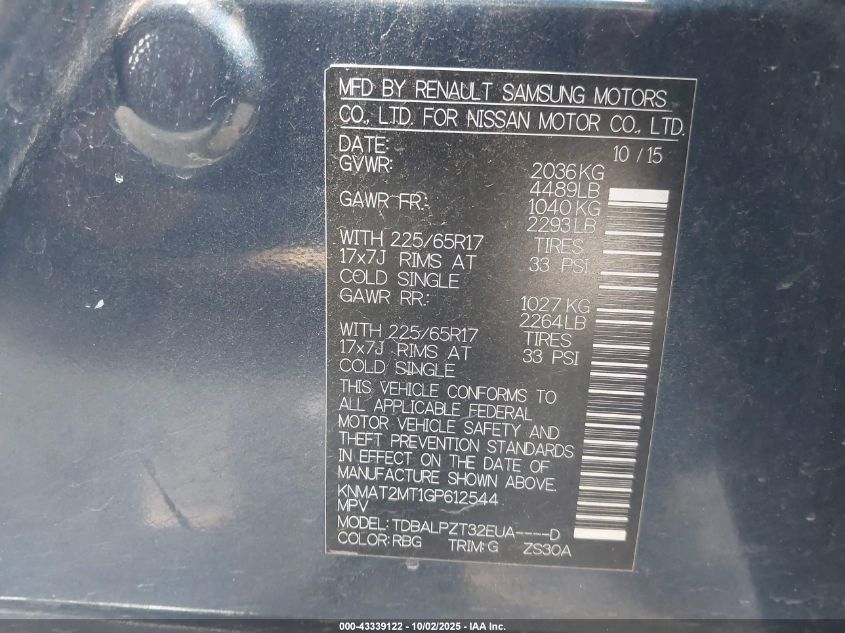 MFD BY RENAULT SAMSUNG MOTORS
CO., LTD. FOR NISSAN MOTOR CO., LTD.
DATE: 10 / 15
GVWR: 2036KG
4489LB
GAWR FR.: 1040 KG
2293LB
WITH 225/65R17 TIRES
17x7J RIMS AT 33 PSI
COLD SINGLE
GAWR RR.: 1027KG
2264LB
WITH 225/65R17 TIRES
17x7J RIMS AT 33 PSI
COLD SINGLE
THIS VEHICLE CONFORMS TO
ALL APPLICABLE FEDERAL
MOTOR VEHICLE SAFETY AND
THEFT PREVENTION STANDARDS
IN EFFECT ON THE DATE OF
MANUFACTURE SHOWN ABOVE.
KNMAT2MT1GP612544
MPV
MODEL: TDBALPZT32EUA----D
COLOR: RBG TRIM: G ZS30A
000-43339122 - 10/02/2025 - IAA Inc.